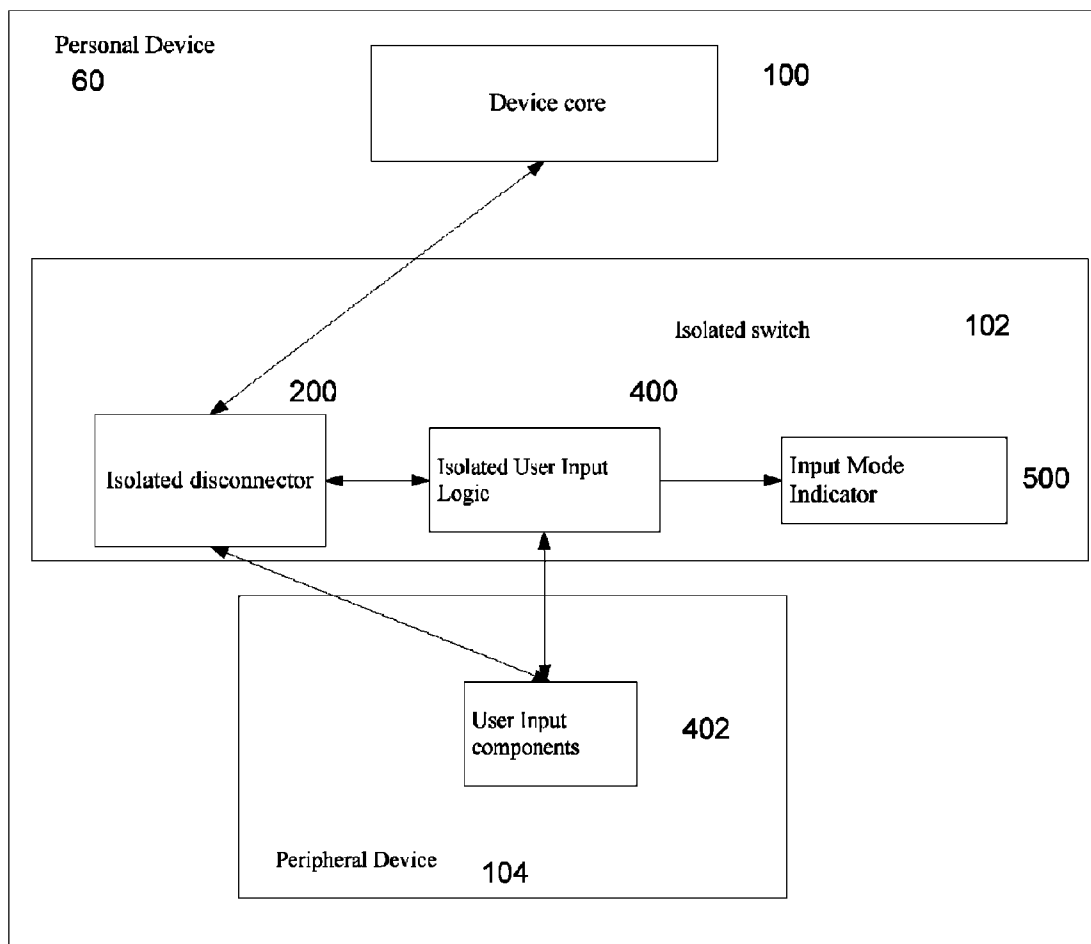 Personal Device
60
Device core
100
Isolated switch
102
200
400
Isolated disconnector
Isolated User Input
Logic
Input Mode
Indicator
500
User Input
components
402
Peripheral Device
104